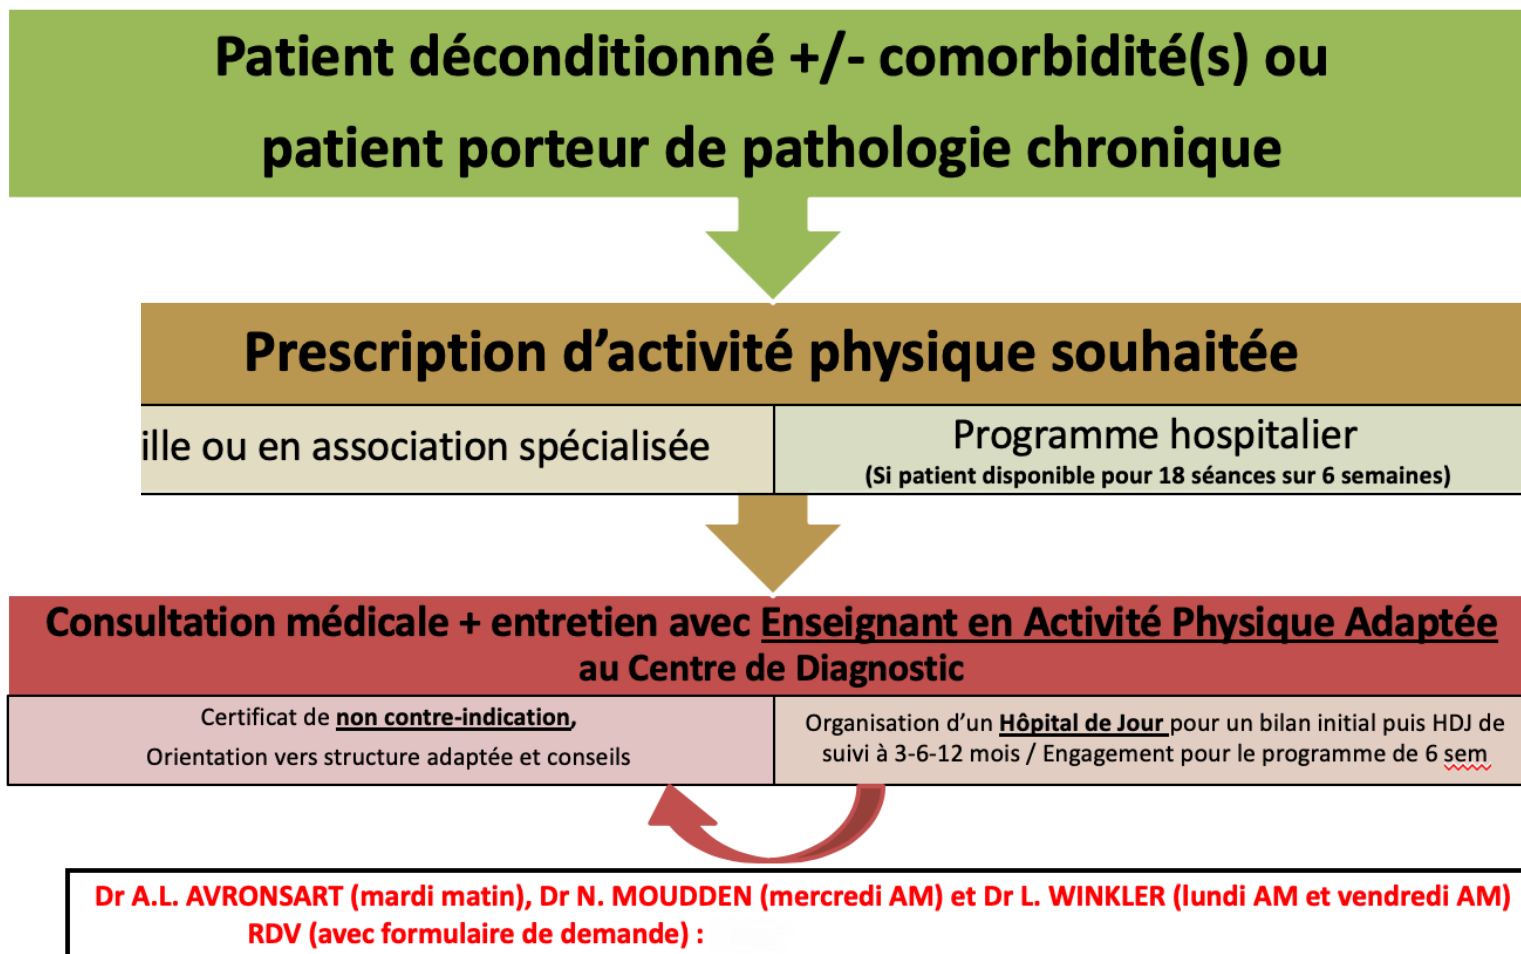 Patient déconditionné +/- comorbidité(s) ou
patient porteur de pathologie chronique
Prescription d’activité physique souhaitée
ille ou en association spécialisée
Programme hospitalier
(Si patient disponible pour 18 séances sur 6 semaines)
Consultation médicale + entretien avec Enseignant en Activité Physique Adaptée
au Centre de Diagnostic
Certificat de non contre-indication,
Orientation vers structure adaptée et conseils
Organisation d’un Hôpital de Jour pour un bilan initial puis HDJ de
suivi à 3-6-12 mois / Engagement pour le programme de 6 sem
Dr A.L. AVRONSART (mardi matin), Dr N. MOUDDEN (mercredi AM) et Dr L. WINKLER (lundi AM et vendredi AM)
RDV (avec formulaire de demande) :